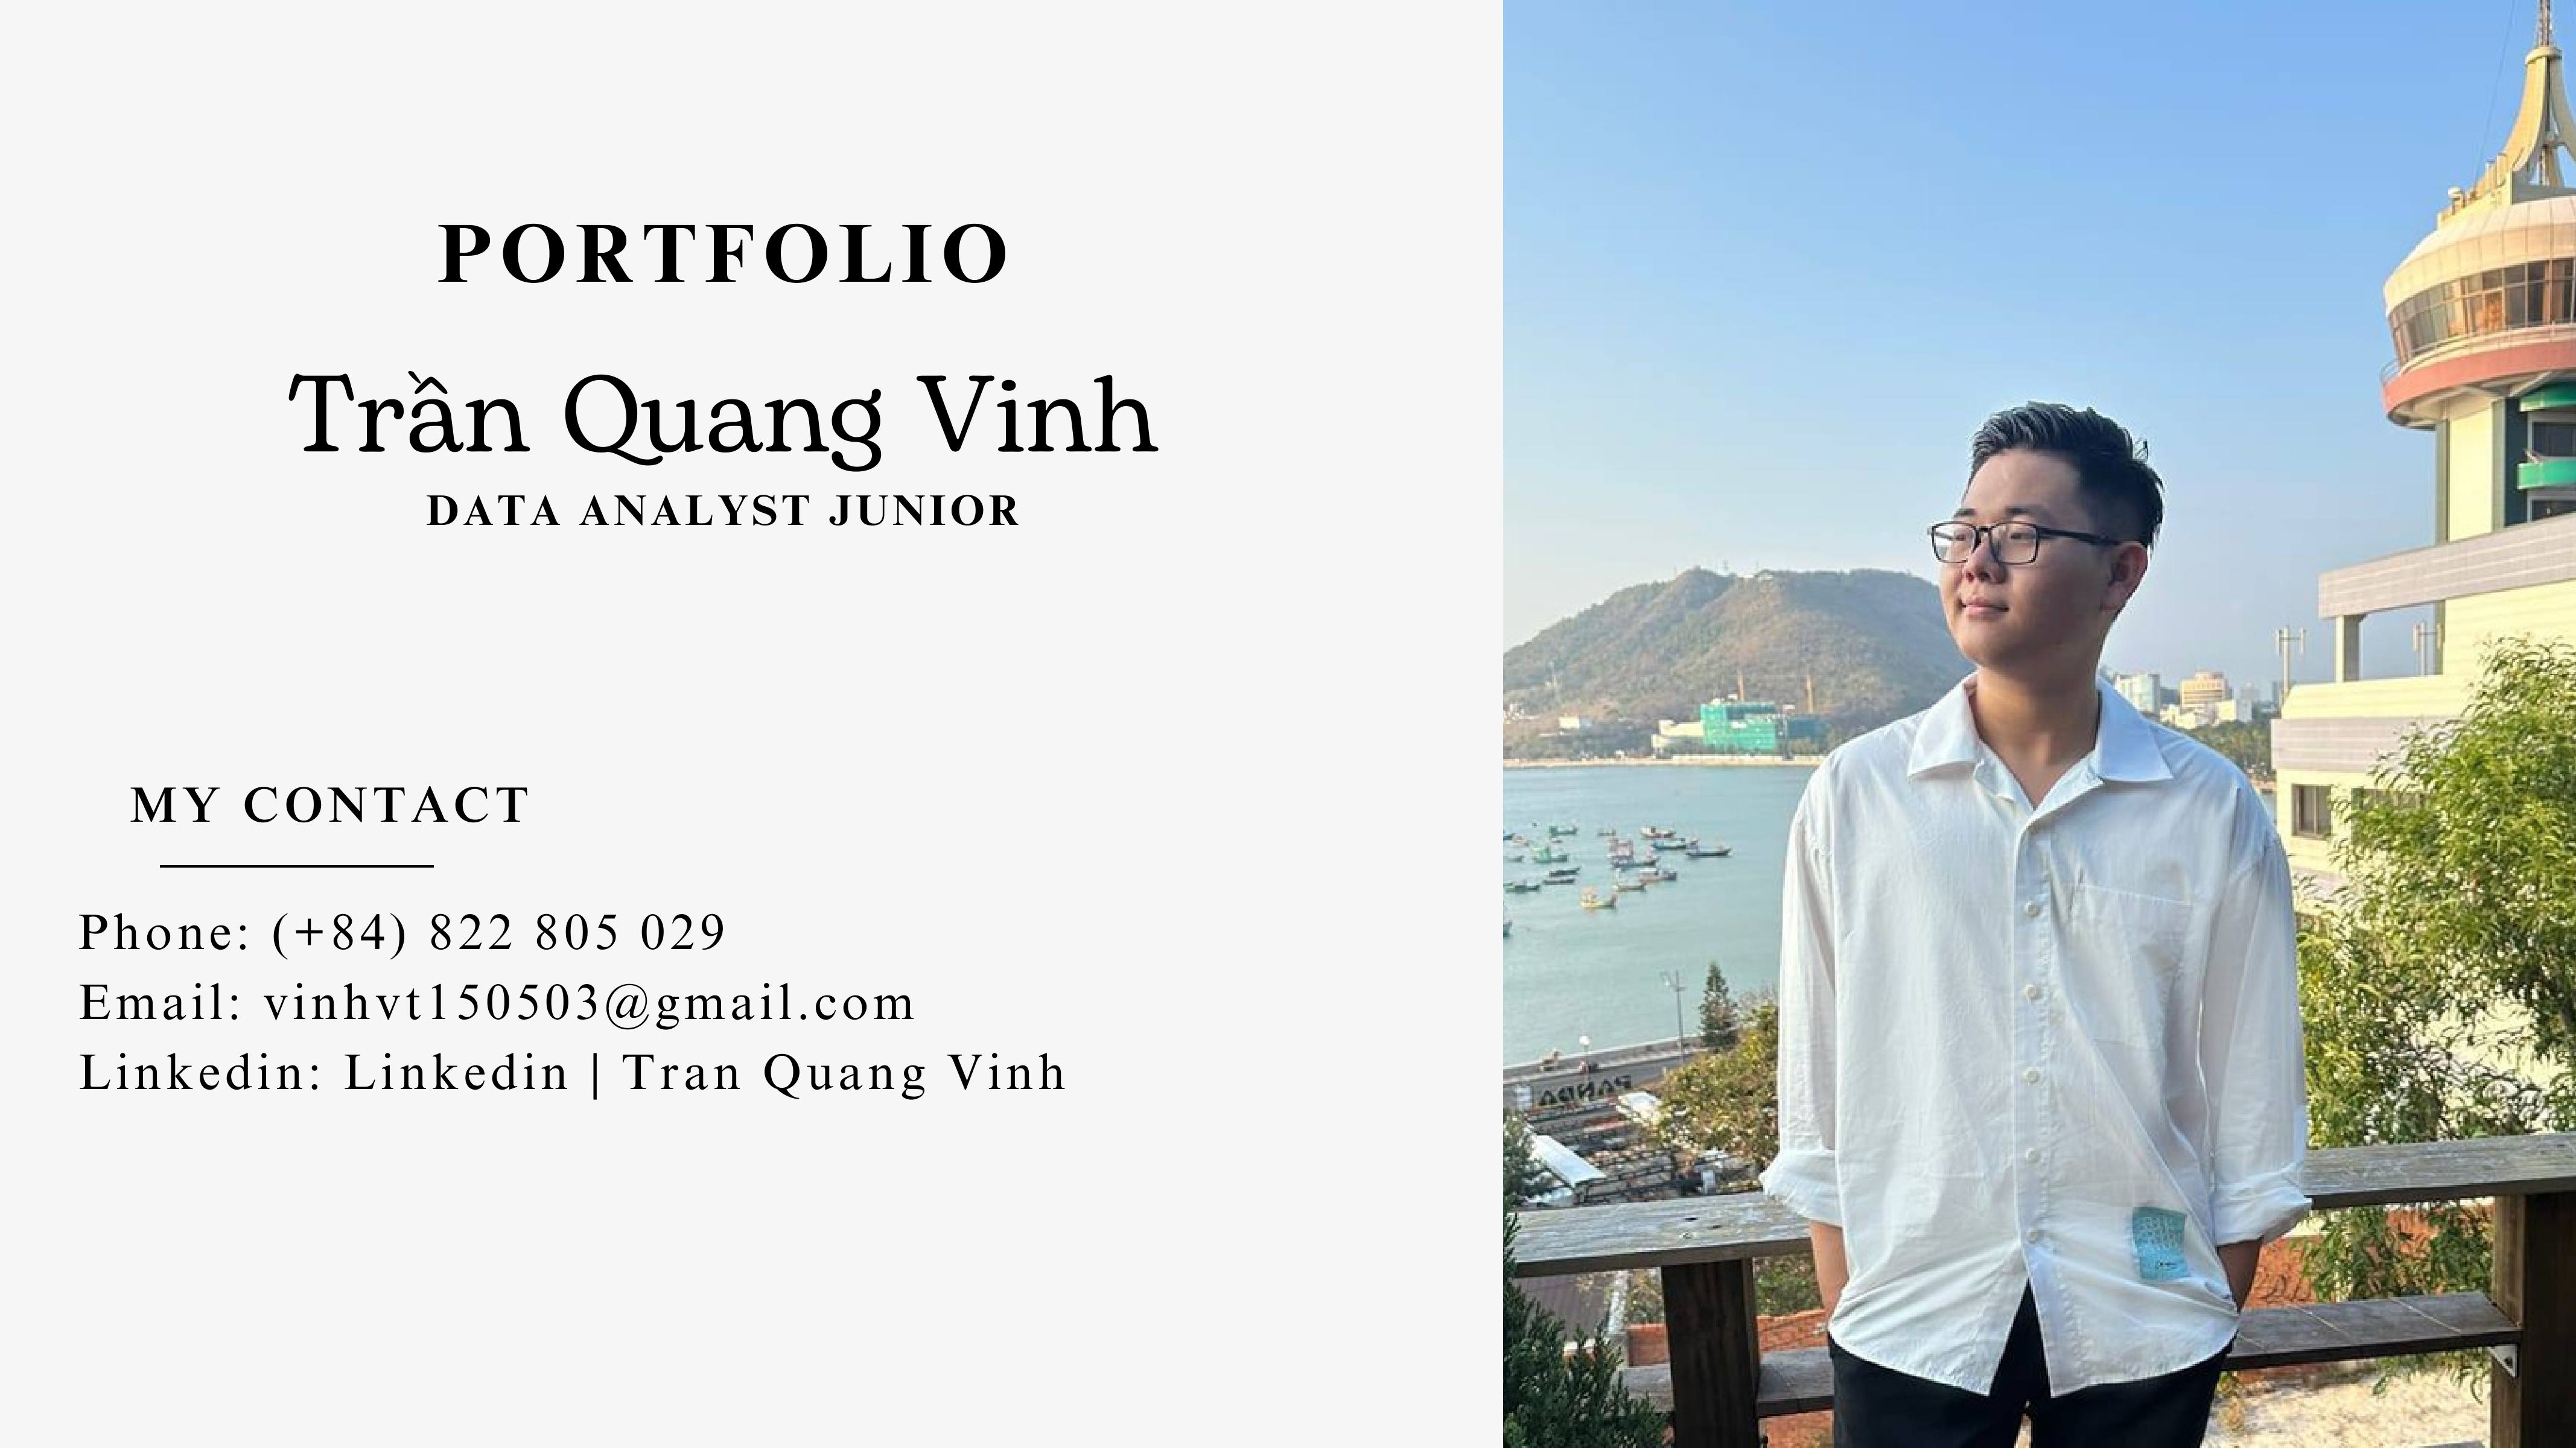 PORTFOLIO
Trần Quang Vinh
DATA ANALYST JUNIOR
MY CONTACT
Phone: (+84) 822 805 029
Email: vinhvt150503@gmail.com
Linkedin: Linkedin | Tran Quang Vinh
PANDA